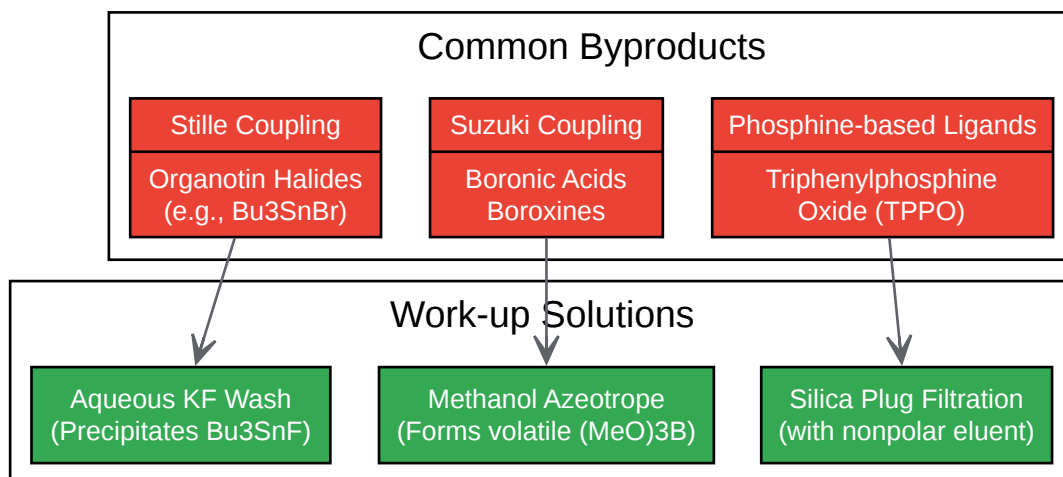 Common Byproducts
Stille Coupling
Organotin Halides
(e.g., Bu3SnBr)
Suzuki Coupling
Boronic Acids
Boroxines
Phosphine-based Ligands
Triphenylphosphine
Oxide (TPPO)
Work-up Solutions
Aqueous KF Wash
(Precipitates Bu3SnF)
Methanol Azeotrope
(Forms volatile (MeO)3B)
Silica Plug Filtration
(with nonpolar eluent)